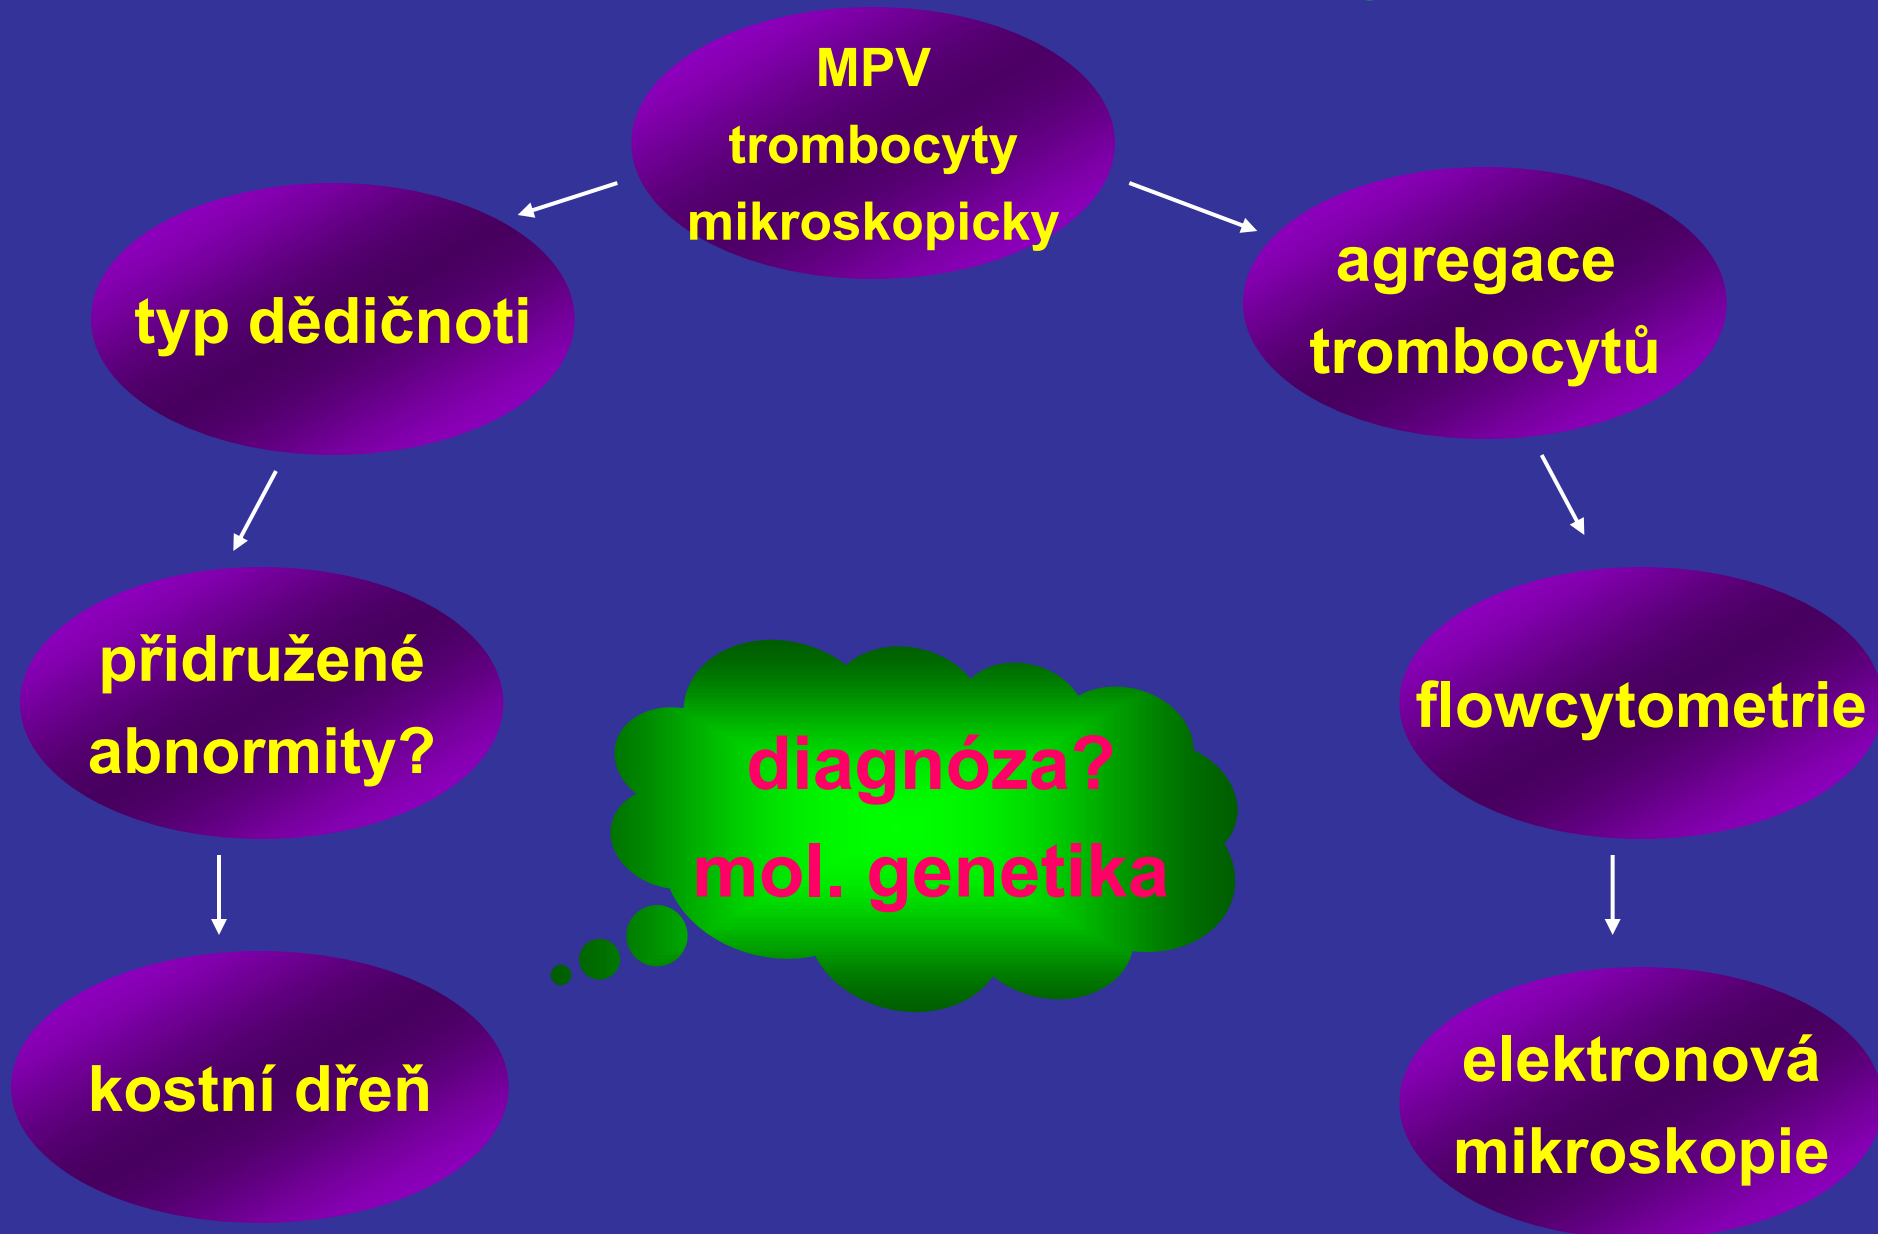 MPV
trombocyty
mikroskopicky
typ dědičnoti
agregace
trombocytů
přidružené
abnormity?
flowcytometrie
diagnóza?
mol. genetika
kostní dřeň
elektronová
mikroskopie